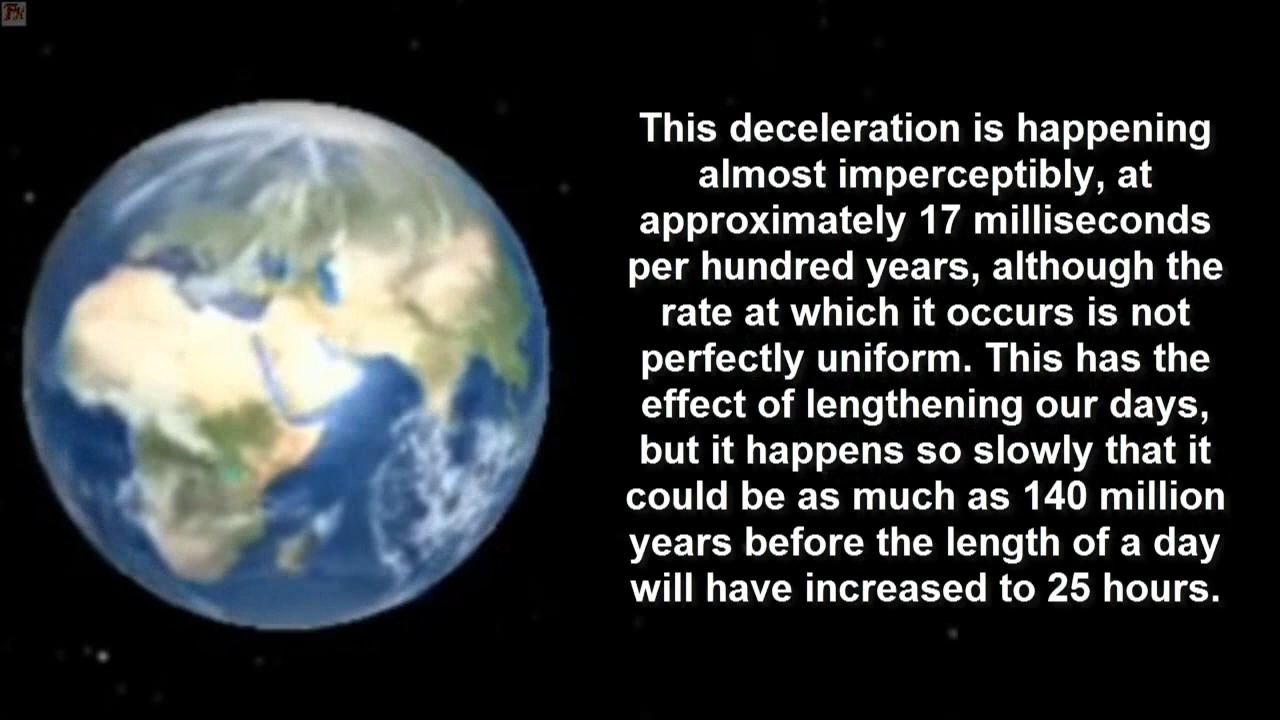 This deceleration is happening
almost imperceptibly, at
approximately 17 milliseconds
per hundred years, although the
rate at which it occurs is not
perfectly uniform. This has the
effect of lengthening our days,
but it happens so slowly that it
could be as much as 140 million
years before the length of a day
will have increased to 25 hours.